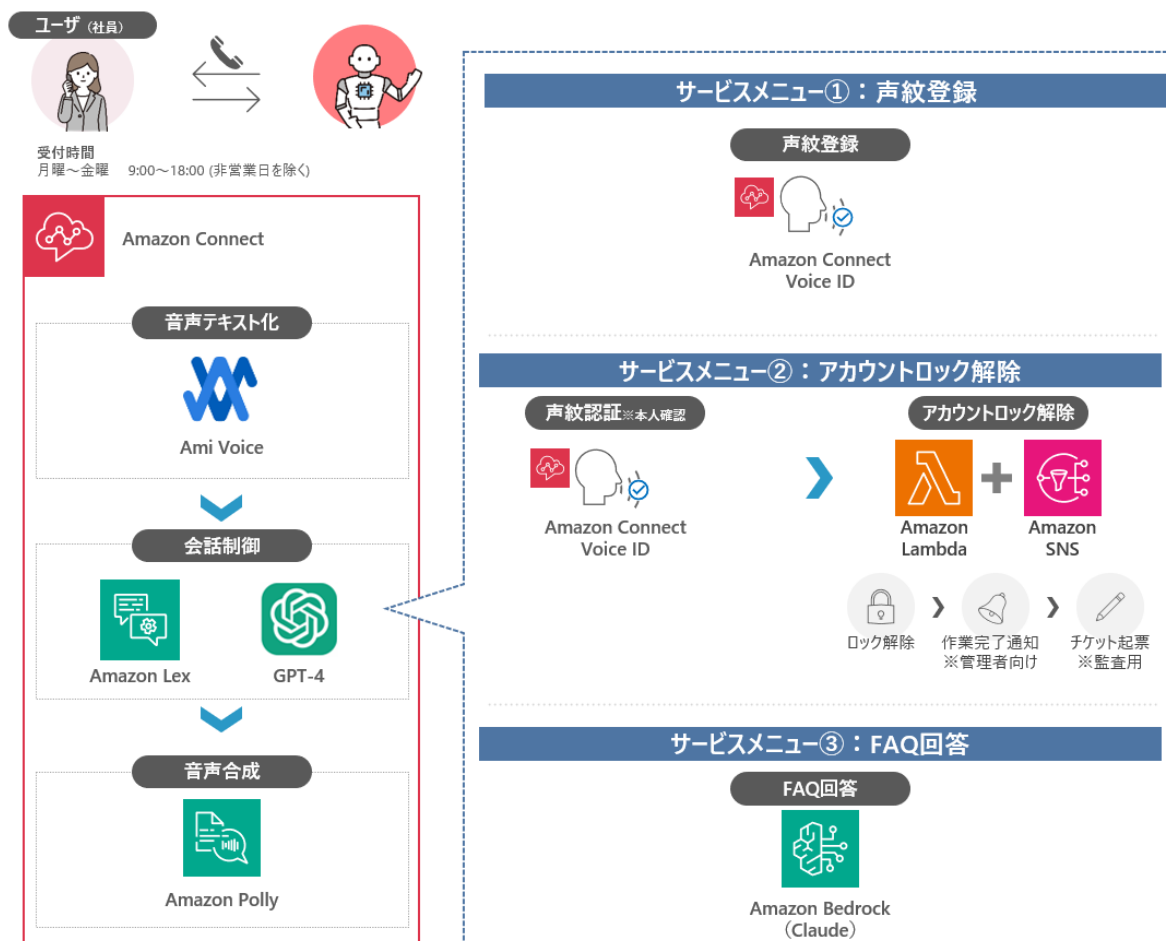 ユーザ (社員)
受付時間
月曜～金曜 9:00～18:00 (非営業日を除く)
Amazon Connect
音声テキスト化
Ami Voice
会話制御
Amazon Lex
GPT-4
音声合成
Amazon Polly
サービスメニュー①：声紋登録
声紋登録
Amazon Connect
Voice ID
サービスメニュー②：アカウントロック解除
声紋認証※本人確認
Amazon Connect
Voice ID
アカウントロック解除
Amazon
Lambda
Amazon
SNS
ロック解除
作業完了通知
※管理者向け
チケット起票
※監査用
サービスメニュー③：FAQ回答
FAQ回答
Amazon Bedrock
（Claude）